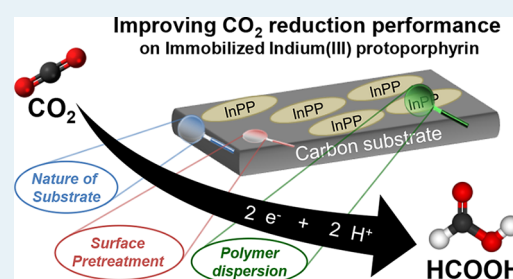 Improving CO₂ reduction performance
on Immobilized Indium(III) protoporphyrin
CO₂
InPP
InPP
InPP
InPP
InPP
Carbon substrate
Nature of
Substrate
Surface
Pretreatment
Polymer
dispersion
2 e⁻ + 2 H⁺
HCOOH